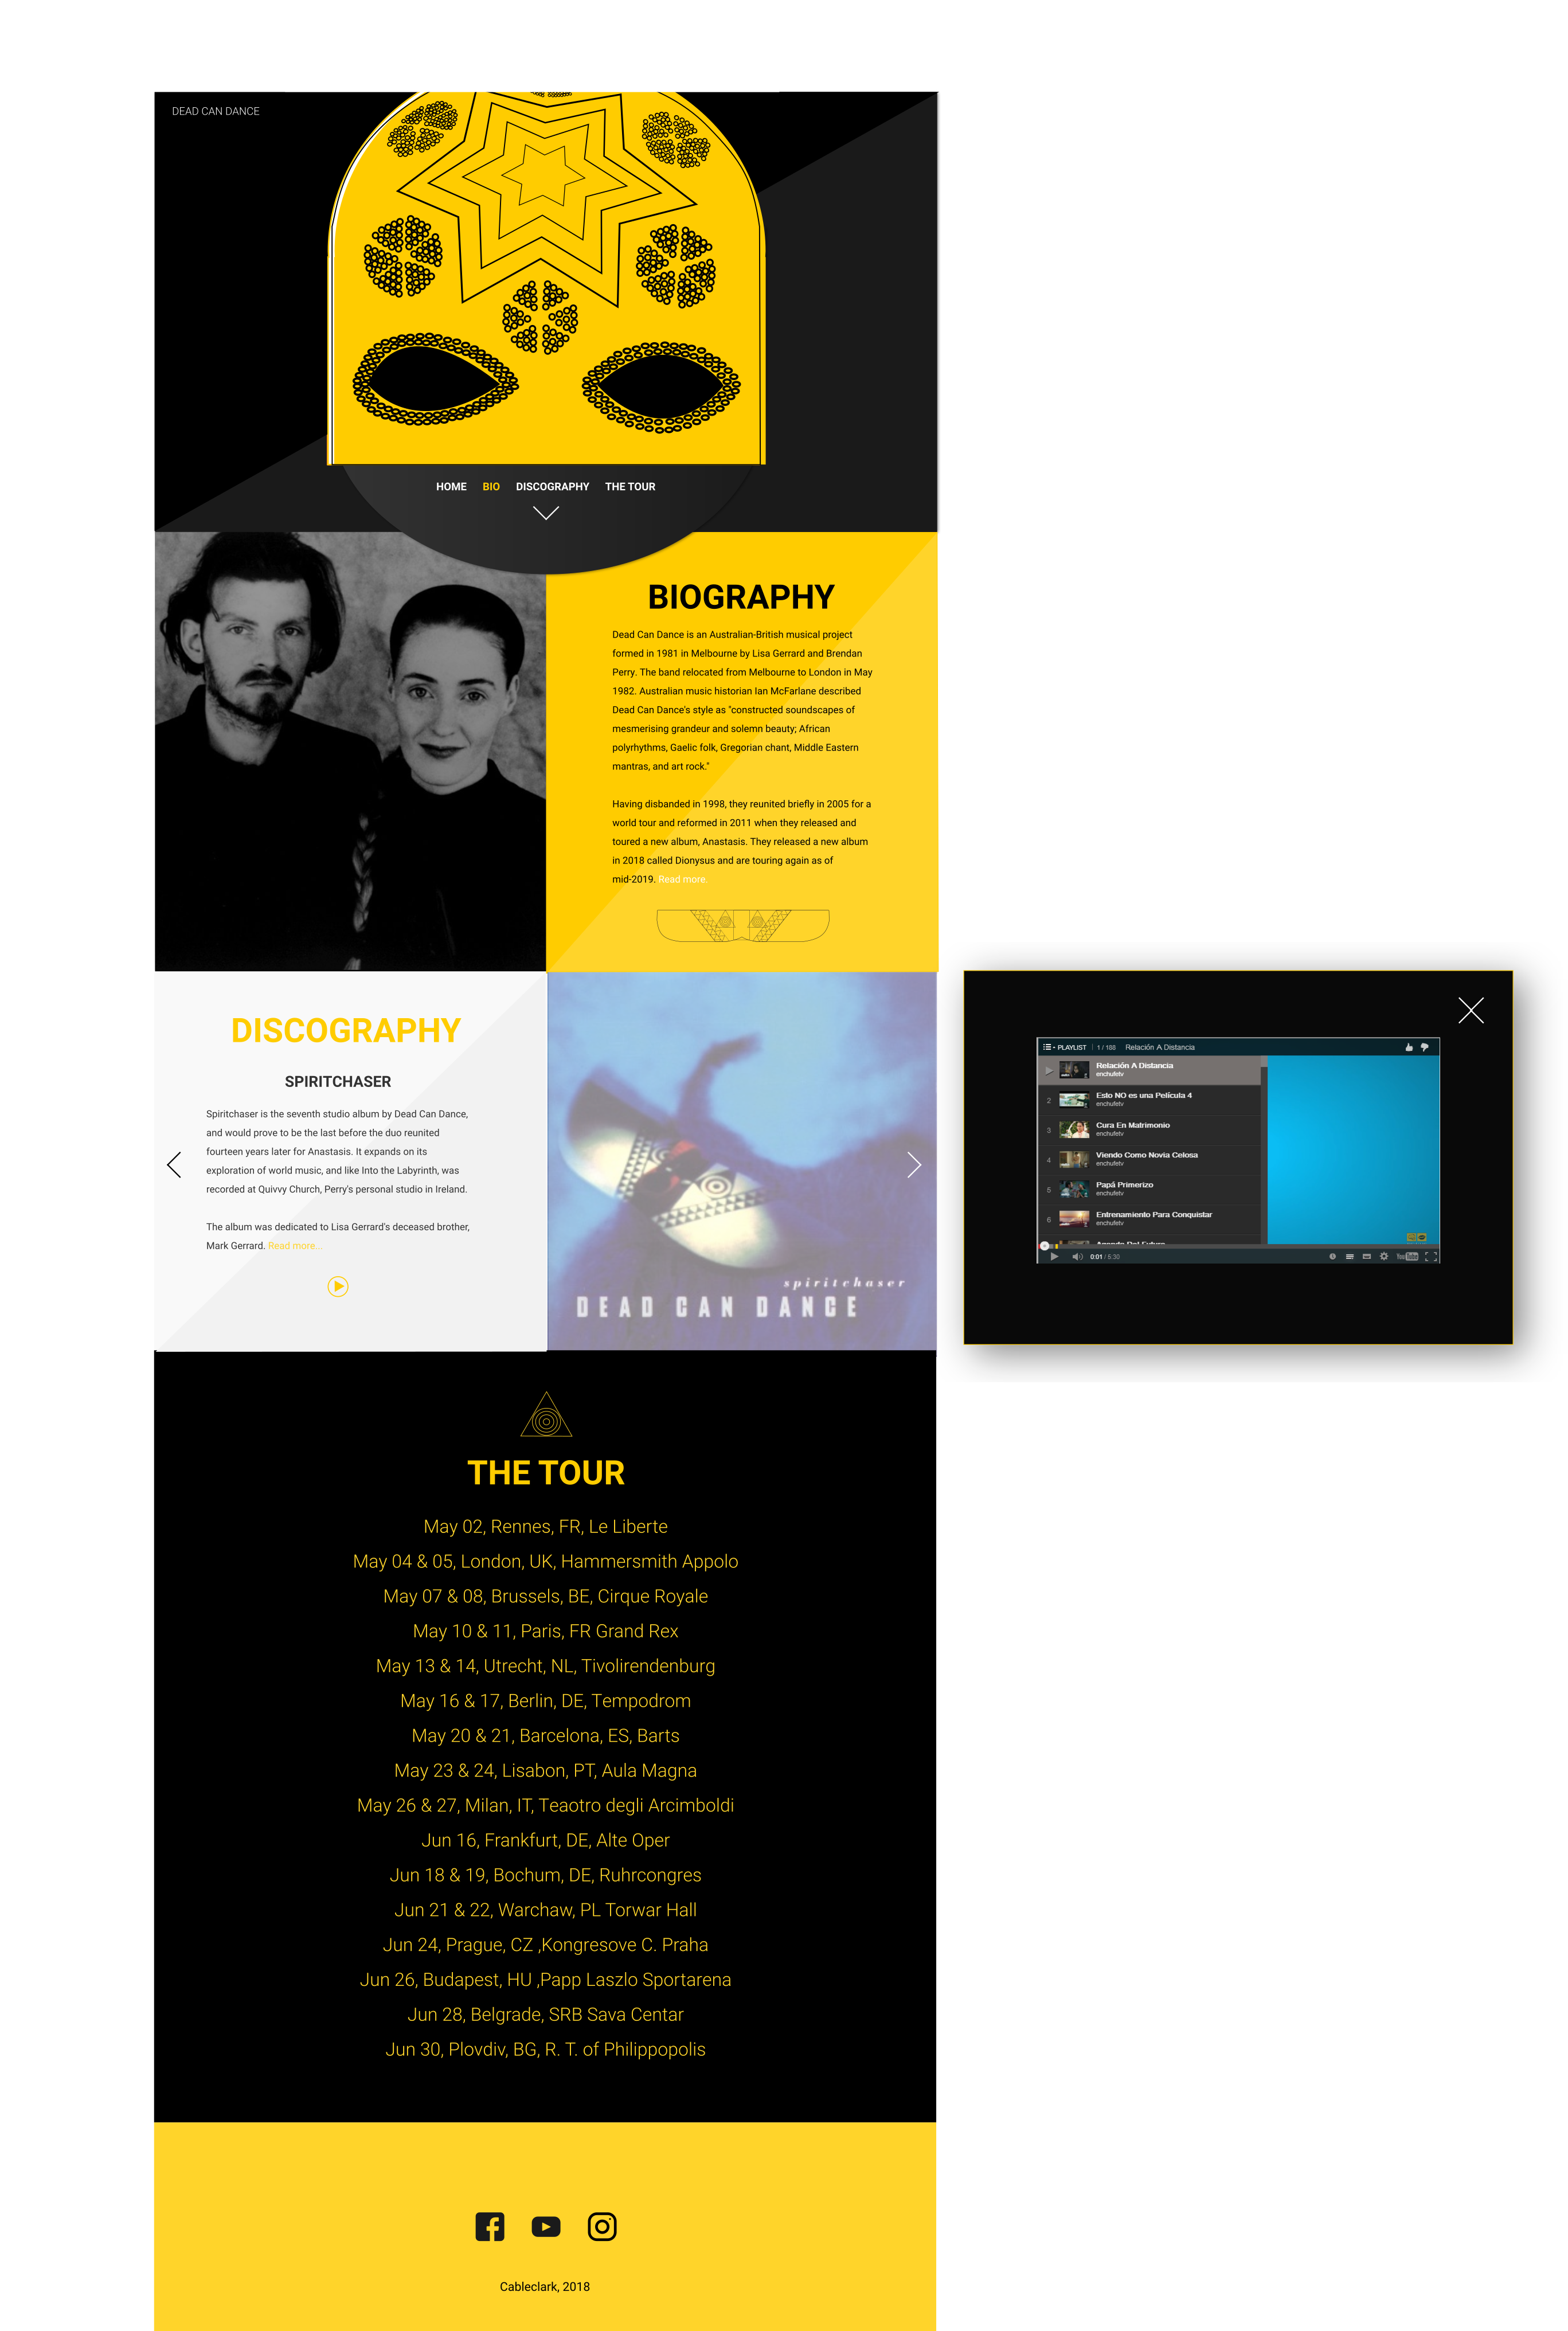 DEAD CAN DANCE
HOME BIO DISCOGRAPHY THE TOUR
BIOGRAPHY
Dead Can Dance is an Australian-British musical project
formed in 1981 in Melbourne by Lisa Gerrard and Brendan
Perry. The band relocated from Melbourne to London in May
1982. Australian music historian Ian McFarlane described
Dead Can Dance's style as "constructed soundscapes of
mesmerising grandeur and solemn beauty; African
polyrhythms, Gaelic folk, Gregorian chant, Middle Eastern
mantras, and art rock."
Having disbanded in 1998, they reunited briefly in 2005 for a
world tour and reformed in 2011 when they released and
toured a new album, Anastasis. They released a new album
in 2018 called Dionysus and are touring again as of
mid-2019. Read more.
DISCOGRAPHY
SPIRITCHASER
Spiritchaser is the seventh studio album by Dead Can Dance,
and would prove to be the last before the duo reunited
fourteen years later for Anastasis. It expands on its
exploration of world music, and like Into the Labyrinth, was
recorded at Quivvy Church, Perry's personal studio in Ireland.
The album was dedicated to Lisa Gerrard's deceased brother,
Mark Gerrard. Read more...
spiritchaser
DEAD CAN DANCE
PLAYLIST 1 / 188 Relación A Distancia
Relación A Distancia
enchufetv
2 Esto NO es una Película 4
enchufetv
3 Cura En Matrimonio
enchufetv
4 Viendo Como Novia Celosa
enchufetv
5 Papá Primerizo
enchufetv
6 Entrenamiento Para Conquistar
enchufetv
0:01 / 5:30 YouTube
THE TOUR
May 02, Rennes, FR, Le Liberte
May 04 & 05, London, UK, Hammersmith Appolo
May 07 & 08, Brussels, BE, Cirque Royale
May 10 & 11, Paris, FR Grand Rex
May 13 & 14, Utrecht, NL, Tivolirendenburg
May 16 & 17, Berlin, DE, Tempodrom
May 20 & 21, Barcelona, ES, Barts
May 23 & 24, Lisabon, PT, Aula Magna
May 26 & 27, Milan, IT, Teaotro degli Arcimboldi
Jun 16, Frankfurt, DE, Alte Oper
Jun 18 & 19, Bochum, DE, Ruhrcongres
Jun 21 & 22, Warchaw, PL Torwar Hall
Jun 24, Prague, CZ ,Kongresove C. Praha
Jun 26, Budapest, HU ,Papp Laszlo Sportarena
Jun 28, Belgrade, SRB Sava Centar
Jun 30, Plovdiv, BG, R. T. of Philippopolis
Cableclark, 2018